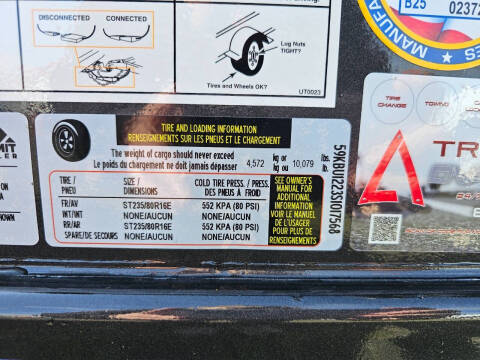 DISCONNECTED
CONNECTED
Lug Nuts
TIGHT?
Tires and Wheels OK?
UT0023
B25
0237
MANUFA
TIRE AND LOADING INFORMATION
RENSEIGNEMENTS SUR LES PNEUS ET LE CHARGEMENT
The weight of cargo should never exceed
Le poids du chargement ne doit jamais dépasser
4,572 kg or kg ou 10,079 lbs. lb.
TIRE / PNEU
SIZE / DIMENSIONS
COLD TIRE PRESS. / PRESS. DES PNEUS À FROID
FR/AV ST235/80R16E 552 KPA (80 PSI)
INT/INT NONE/AUCUN NONE/AUCUN
RR/AR ST235/80R16E 552 KPA (80 PSI)
SPARE/DE SECOURS NONE/AUCUN NONE/AUCUN
SEE OWNER'S
MANUAL FOR
ADDITIONAL
INFORMATION
VOIR LE MANUEL
DE L'USAGER
POUR PLUS DE
RENSEIGNEMENTS
TIRE
CHANGE
TOWING
TR